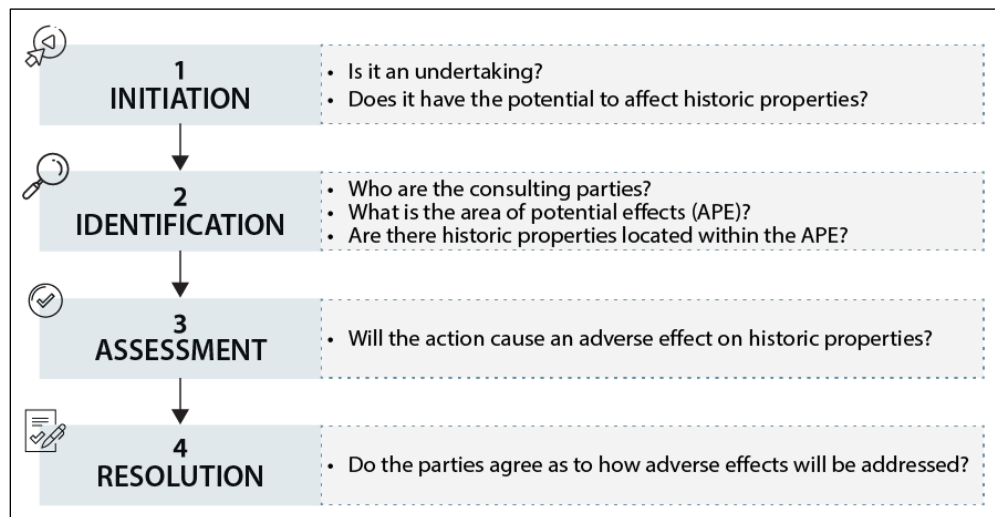 1
INITIATION
• Is it an undertaking?
• Does it have the potential to affect historic properties?
2
IDENTIFICATION
• Who are the consulting parties?
• What is the area of potential effects (APE)?
• Are there historic properties located within the APE?
3
ASSESSMENT
• Will the action cause an adverse effect on historic properties?
4
RESOLUTION
• Do the parties agree as to how adverse effects will be addressed?